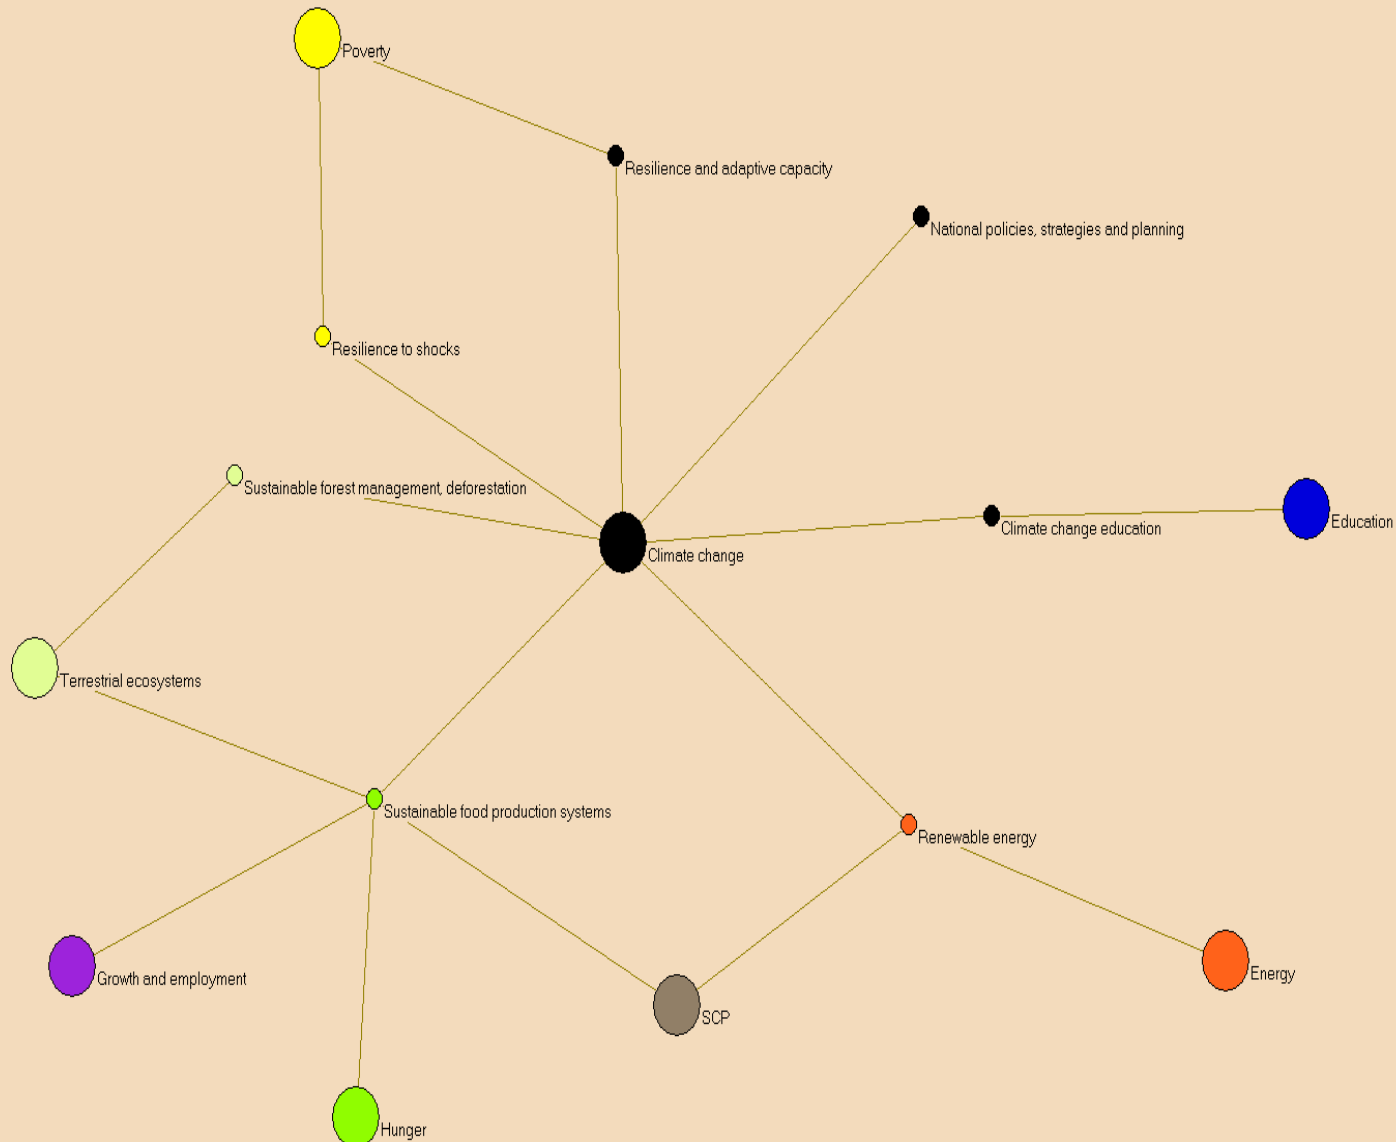 Poverty
Resilience and adaptive capacity
National policies, strategies and planning
Resilience to shocks
Sustainable forest management, deforestation
Education
Climate change education
Climate change
Terrestrial ecosystems
Sustainable food production systems
Renewable energy
Energy
Growth and employment
SCP
Hunger